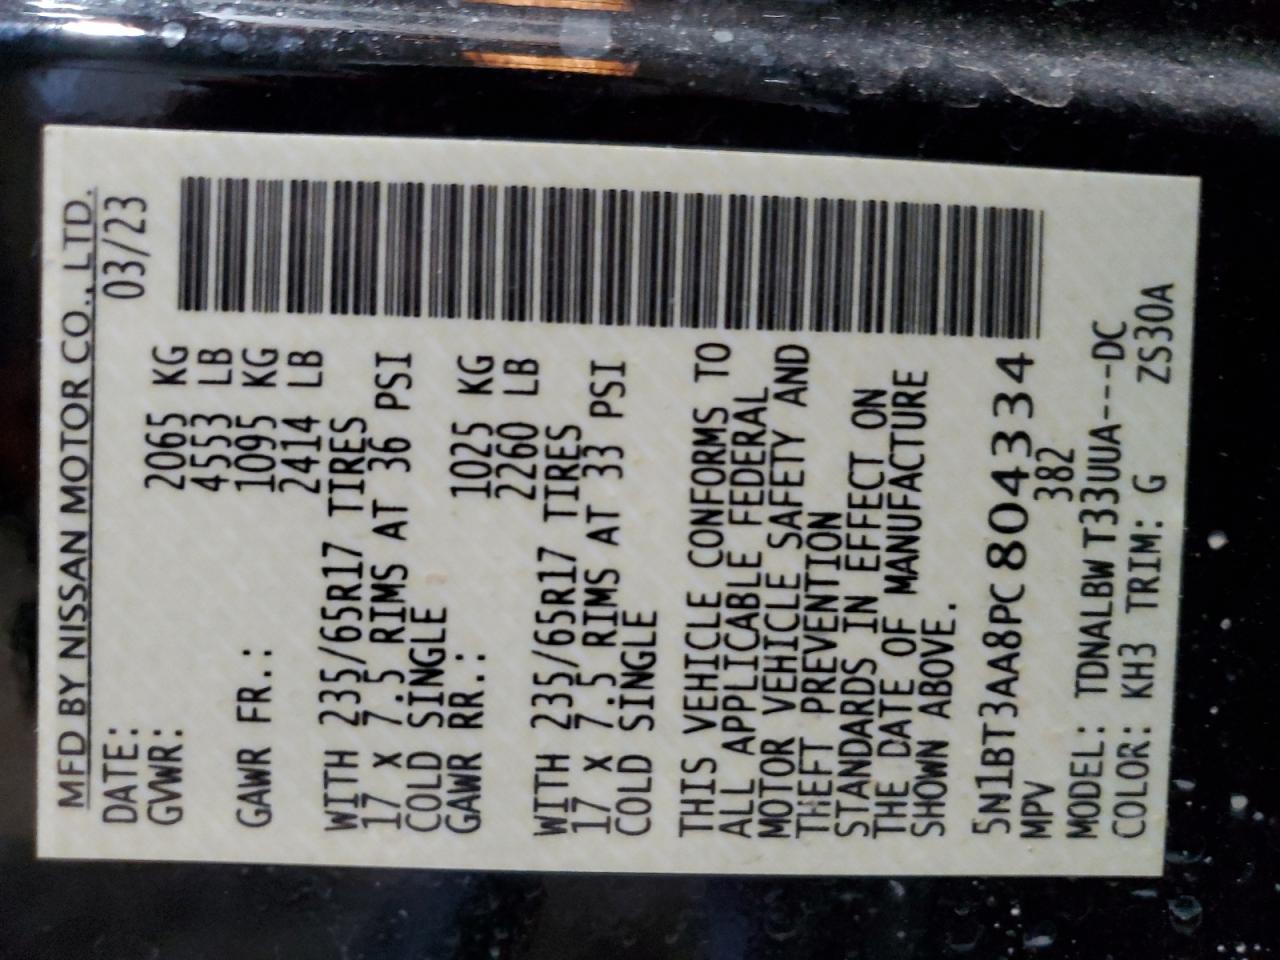 MFD BY NISSAN MOTOR CO., LTD.
DATE: 03/23
GVWR: 2065 KG
4553 LB
GAWR FR.: 1095 KG
2414 LB
WITH 235/65R17 TIRES
17 X 7.5 RIMS AT 36 PSI
COLD SINGLE
GAWR RR.: 1025 KG
2260 LB
WITH 235/65R17 TIRES
17 X 7.5 RIMS AT 33 PSI
COLD SINGLE
THIS VEHICLE CONFORMS TO
ALL APPLICABLE FEDERAL
MOTOR VEHICLE SAFETY AND
THEFT PREVENTION
STANDARDS IN EFFECT ON
THE DATE OF MANUFACTURE
SHOWN ABOVE.
5N1BT3AA8PC804334
MPV 382
MODEL: TDNALBW T33UUA---DC
COLOR: KH3 TRIM: G ZS30A